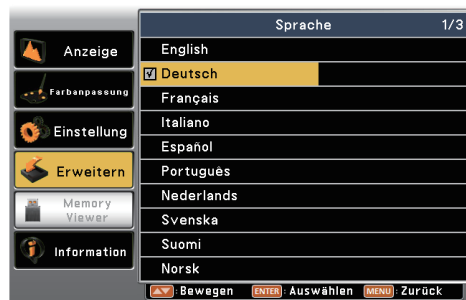 Sprache 1/3
Anzeige
Farbanpassung
Einstellung
Erweitern
Memory
Viewer
Information
English
Deutsch
Français
Italiano
Español
Português
Nederlands
Svenska
Suomi
Norsk
:Bewegen ENTER :Auswählen MENU :Zurück